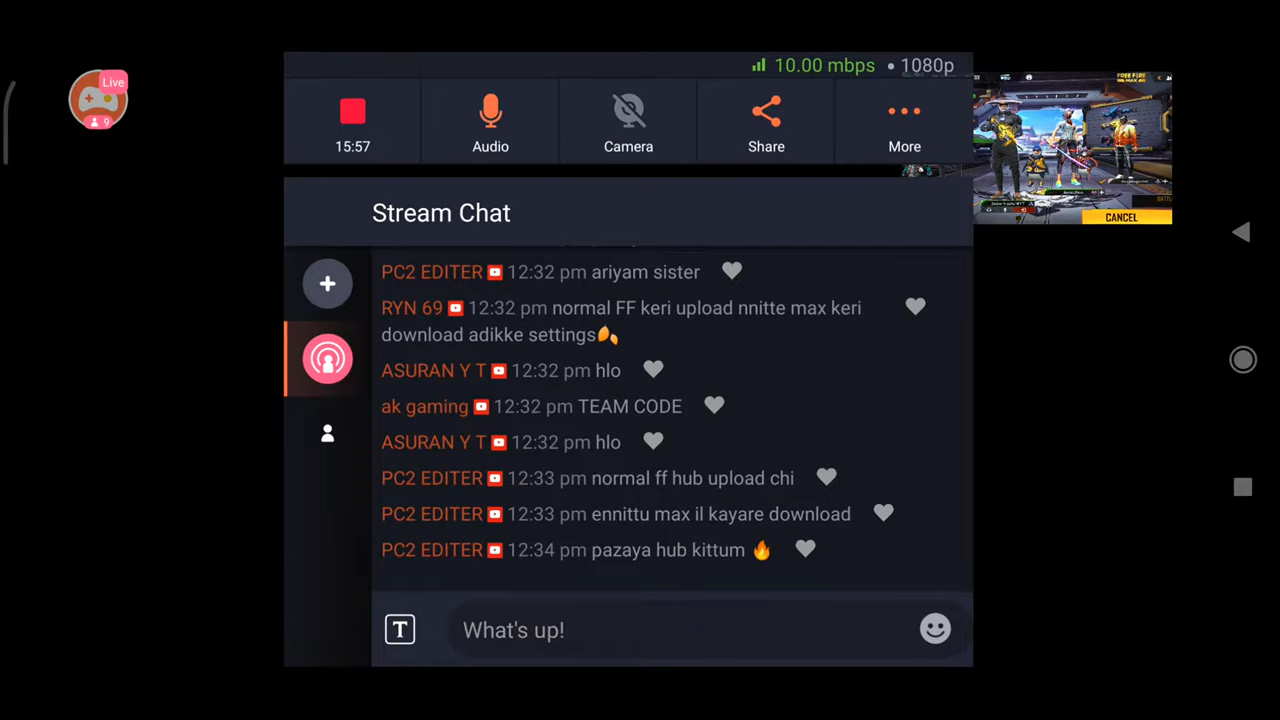 Live
9
10.00 mbps • 1080p
15:57
Audio
Camera
Share
More
FREE FIRE
MAX
CANCEL
Stream Chat
PC2 EDITER 12:32 pm ariyam sister
RYN 69 12:32 pm normal FF keri upload nnitte max keri
download adikke settings
ASURAN Y T 12:32 pm hlo
ak gaming 12:32 pm TEAM CODE
ASURAN Y T 12:32 pm hlo
PC2 EDITER 12:33 pm normal ff hub upload chi
PC2 EDITER 12:33 pm ennittu max il kayare download
PC2 EDITER 12:34 pm pazaya hub kittum 🔥
T
What's up!